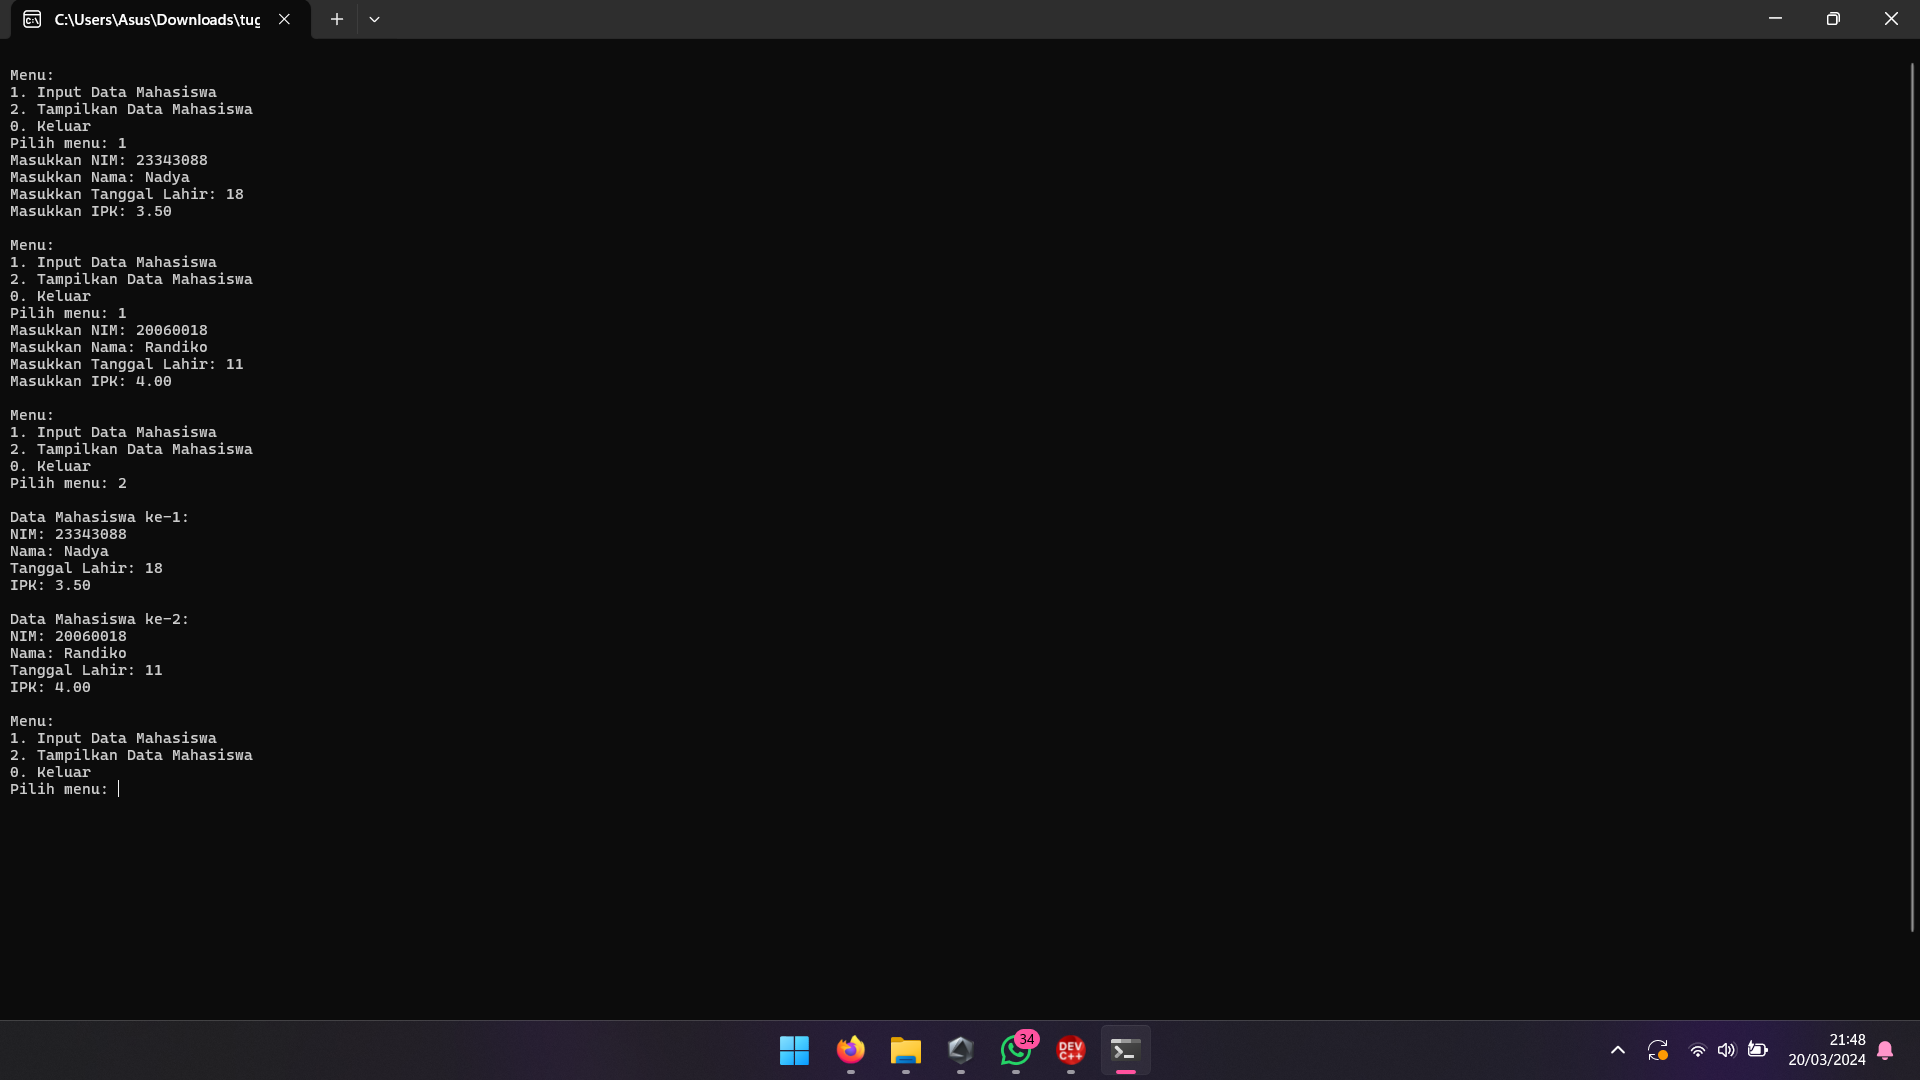 C:\Users\Asus\Downloads\tug
Menu:
1. Input Data Mahasiswa
2. Tampilkan Data Mahasiswa
0. Keluar
Pilih menu: 1
Masukkan NIM: 23343088
Masukkan Nama: Nadya
Masukkan Tanggal Lahir: 18
Masukkan IPK: 3.50
Menu:
1. Input Data Mahasiswa
2. Tampilkan Data Mahasiswa
0. Keluar
Pilih menu: 1
Masukkan NIM: 20060018
Masukkan Nama: Randiko
Masukkan Tanggal Lahir: 11
Masukkan IPK: 4.00
Menu:
1. Input Data Mahasiswa
2. Tampilkan Data Mahasiswa
0. Keluar
Pilih menu: 2
Data Mahasiswa ke-1:
NIM: 23343088
Nama: Nadya
Tanggal Lahir: 18
IPK: 3.50
Data Mahasiswa ke-2:
NIM: 20060018
Nama: Randiko
Tanggal Lahir: 11
IPK: 4.00
Menu:
1. Input Data Mahasiswa
2. Tampilkan Data Mahasiswa
0. Keluar
Pilih menu:
34
DEV
C++
21:48
20/03/2024